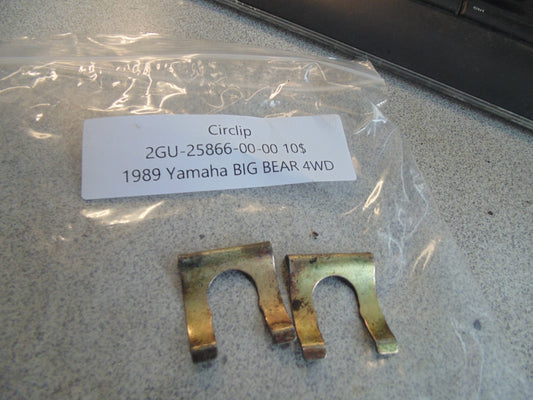 Circlip
2GU-25866-00-00 10$
1989 Yamaha BIG BEAR 4WD